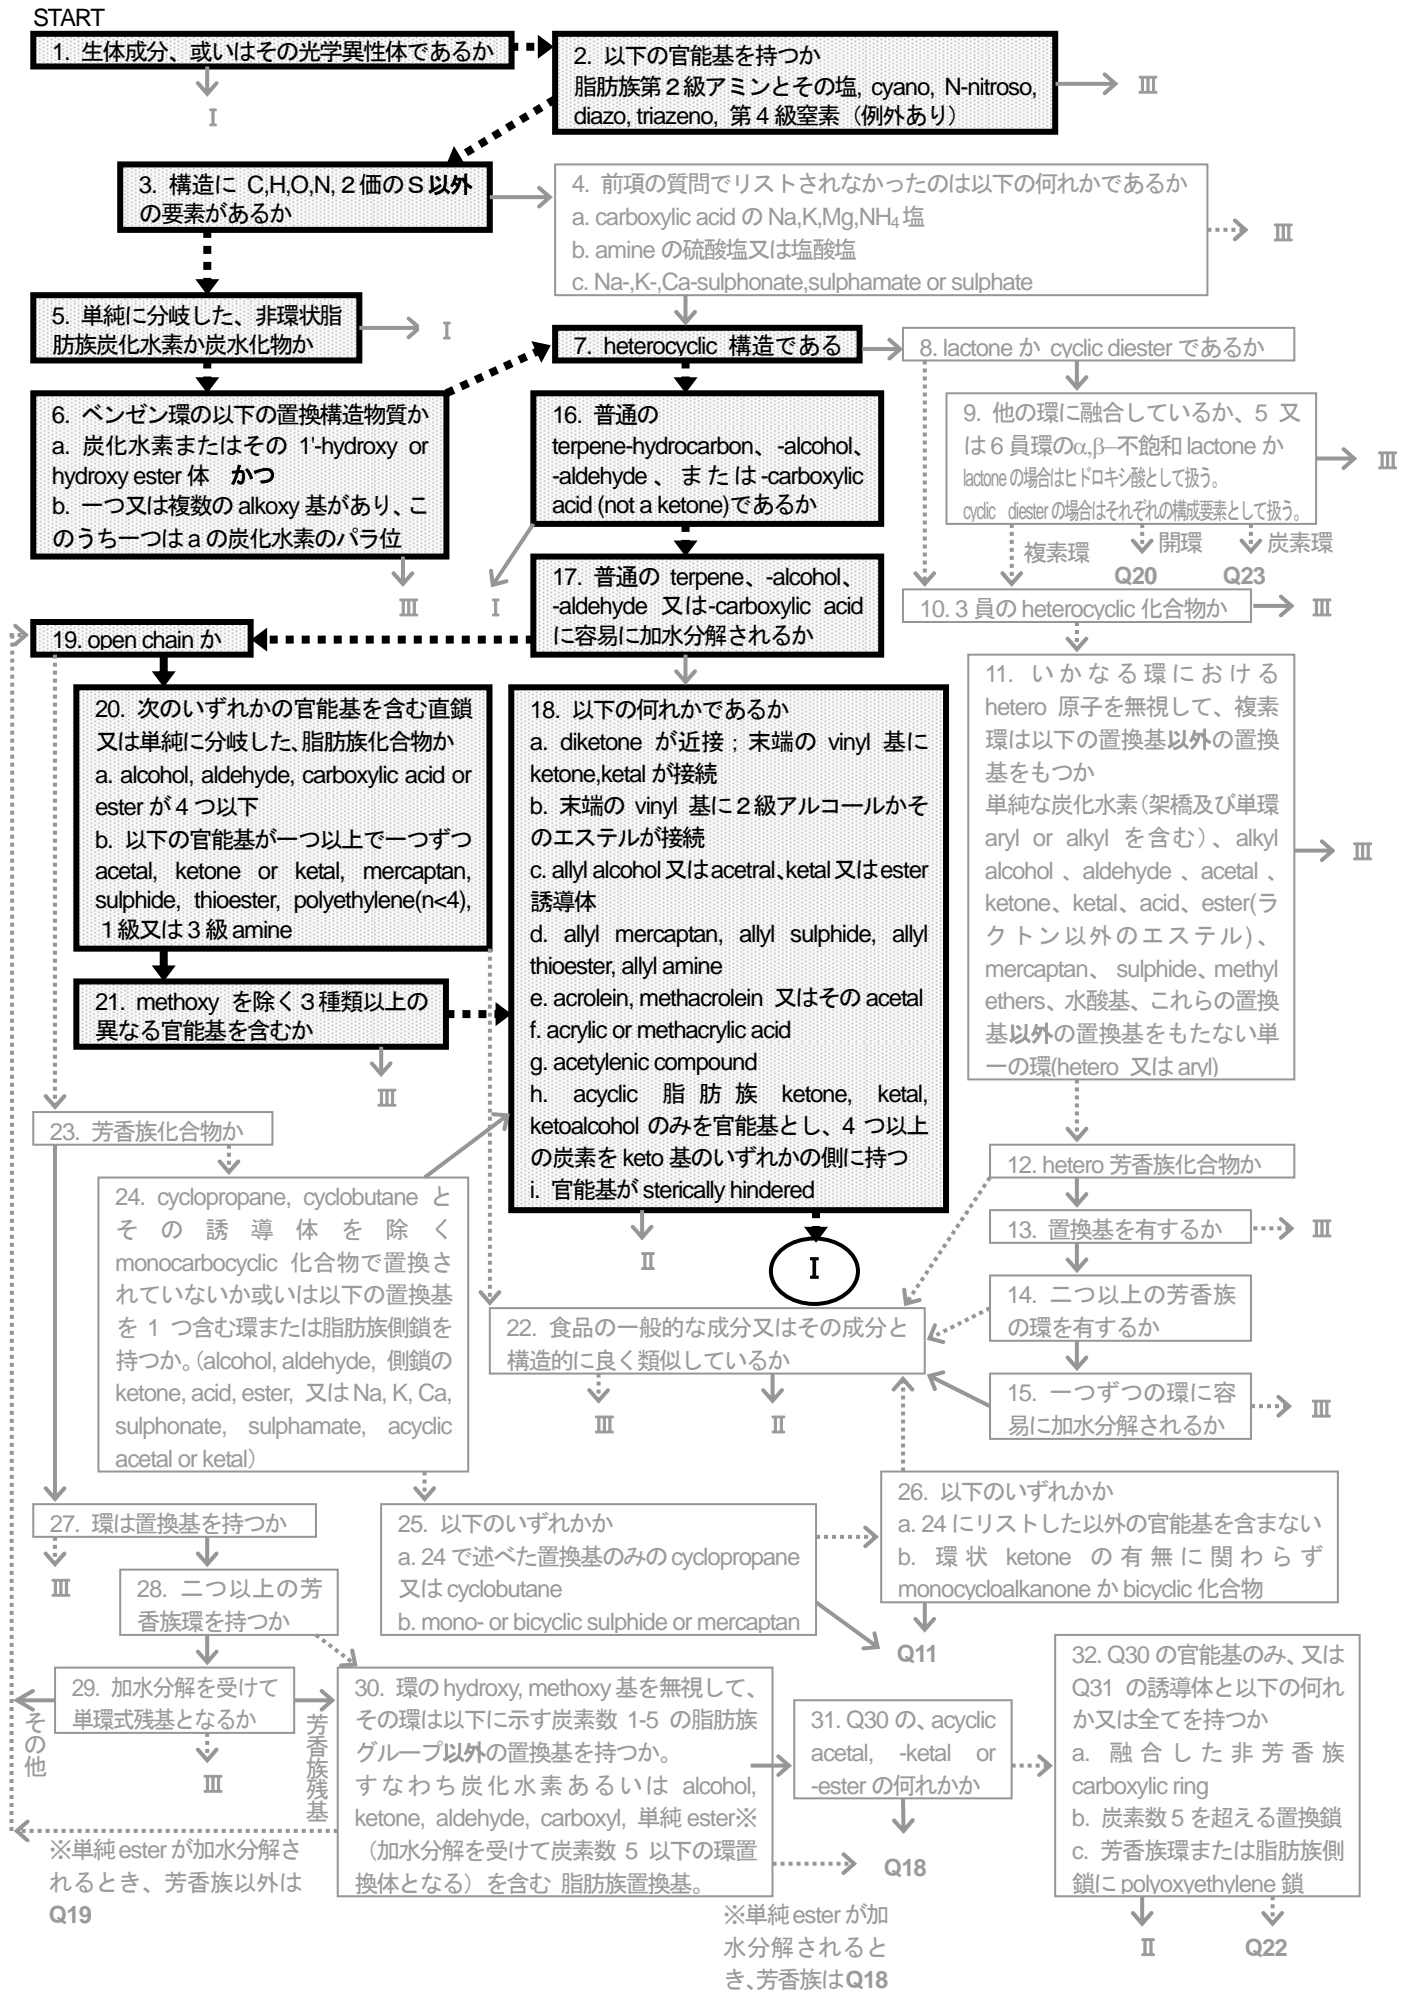 START
1. 生体成分、或いはその光学異性体であるか
I
2. 以下の官能基を持つか
脂肪族第２級アミンとその塩, cyano, N-nitroso,
diazo, triazeno, 第４級窒素（例外あり）
III
3. 構造に C,H,O,N,２価のＳ以外
の要素があるか
4. 前項の質問でリストされなかったのは以下の何れかであるか
a. carboxylic acid の Na,K,Mg,NH4 塩
b. amine の硫酸塩又は塩酸塩
c. Na-,K-,Ca-sulphonate,sulphamate or sulphate
III
5. 単純に分岐した、非環状脂
肪族炭化水素か炭水化物か
I
6. ベンゼン環の以下の置換構造物質か
a. 炭化水素またはその 1'-hydroxy or
hydroxy ester 体 かつ
b. 一つ又は複数の alkoxy 基があり、こ
のうち一つは a の炭化水素のパラ位
III
7. heterocyclic 構造である
8. lactone か cyclic diester であるか
9. 他の環に融合しているか、5 又
は 6 員環のα,β–不飽和 lactone か
lactone の場合はヒドロキシ酸として扱う。
cyclic diester の場合はそれぞれの構成要素として扱う。
III
複素環
開環
炭素環
Q20
Q23
10. 3 員の heterocyclic 化合物か
III
11. いかなる環における
hetero 原子を無視して、複素
環は以下の置換基以外の置換
基をもつか
単純な炭化水素（架橋及び単環
aryl or alkyl を含む）、alkyl
alcohol 、aldehyde 、acetal 、
ketone、ketal、acid、ester(ラ
クトン以外のエステル)、
mercaptan、 sulphide、methyl
ethers、水酸基、これらの置換
基以外の置換基をもたない単
一の環(hetero 又は aryl)
III
12. hetero 芳香族化合物か
13. 置換基を有するか
III
14. 二つ以上の芳香族
の環を有するか
15. 一つずつの環に容
易に加水分解されるか
III
16. 普通の
terpene-hydrocarbon、-alcohol、
-aldehyde 、または-carboxylic
acid (not a ketone)であるか
I
17. 普通の terpene、-alcohol、
-aldehyde 又は-carboxylic acid
に容易に加水分解されるか
18. 以下の何れかであるか
a. diketone が近接；末端の vinyl 基に
ketone,ketal が接続
b. 末端の vinyl 基に２級アルコールかそ
のエステルが接続
c. allyl alcohol 又は acetral、ketal 又は ester
誘導体
d. allyl mercaptan, allyl sulphide, allyl
thioester, allyl amine
e. acrolein, methacrolein 又はその acetal
f. acrylic or methacrylic acid
g. acetylenic compound
h. acyclic 脂肪族 ketone, ketal,
ketoalcohol のみを官能基とし、4 つ以上
の炭素を keto 基のいずれかの側に持つ
i. 官能基が sterically hindered
II
I
19. open chain か
20. 次のいずれかの官能基を含む直鎖
又は単純に分岐した、脂肪族化合物か
a. alcohol, aldehyde, carboxylic acid or
ester が 4 つ以下
b. 以下の官能基が一つ以上で一つずつ
acetal, ketone or ketal, mercaptan,
sulphide, thioester, polyethylene(n<4),
１級又は３級 amine
21. methoxy を除く３種類以上の
異なる官能基を含むか
III
22. 食品の一般的な成分又はその成分と
構造的に良く類似しているか
III
II
23. 芳香族化合物か
24. cyclopropane, cyclobutane と
その誘導体を除く
monocarbocyclic 化合物で置換さ
れていないか或いは以下の置換基
を 1 つ含む環または脂肪族側鎖を
持つか。(alcohol, aldehyde, 側鎖の
ketone, acid, ester, 又は Na, K, Ca,
sulphonate, sulphamate, acyclic
acetal or ketal）
25. 以下のいずれかか
a. 24 で述べた置換基のみの cyclopropane
又は cyclobutane
b. mono- or bicyclic sulphide or mercaptan
26. 以下のいずれかか
a. 24 にリストした以外の官能基を含まない
b. 環状 ketone の有無に関わらず
monocycloalkanone か bicyclic 化合物
Q11
27. 環は置換基を持つか
III
28. 二つ以上の芳
香族環を持つか
29. 加水分解を受けて
単環式残基となるか
その他
芳香族残基
III
※単純 ester が加水分解さ
れるとき、芳香族以外は
Q19
30. 環の hydroxy, methoxy 基を無視して、
その環は以下に示す炭素数 1-5 の脂肪族
グループ以外の置換基を持つか。
すなわち炭化水素あるいは alcohol,
ketone, aldehyde, carboxyl, 単純 ester※
（加水分解を受けて炭素数 5 以下の環置
換体となる）を含む 脂肪族置換基。
31. Q30 の、acyclic
acetal, -ketal or
-ester の何れかか
Q18
※単純 ester が加
水分解されると
き、芳香族は Q18
32. Q30 の官能基のみ、又は
Q31 の誘導体と以下の何れ
か又は全てを持つか
a. 融合した非芳香族
carboxylic ring
b. 炭素数 5 を超える置換鎖
c. 芳香族環または脂肪族側
鎖に polyoxyethylene 鎖
II
Q22